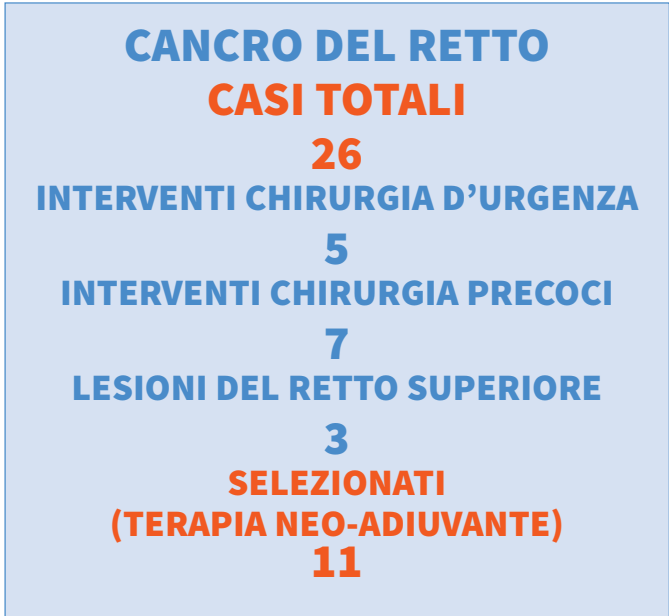 CANCRO DEL RETTO
CASI TOTALI
26
INTERVENTI CHIRURGIA D’URGENZA
5
INTERVENTI CHIRURGIA PRECOCI
7
LESIONI DEL RETTO SUPERIORE
3
SELEZIONATI
(TERAPIA NEO-ADIUVANTE)
11